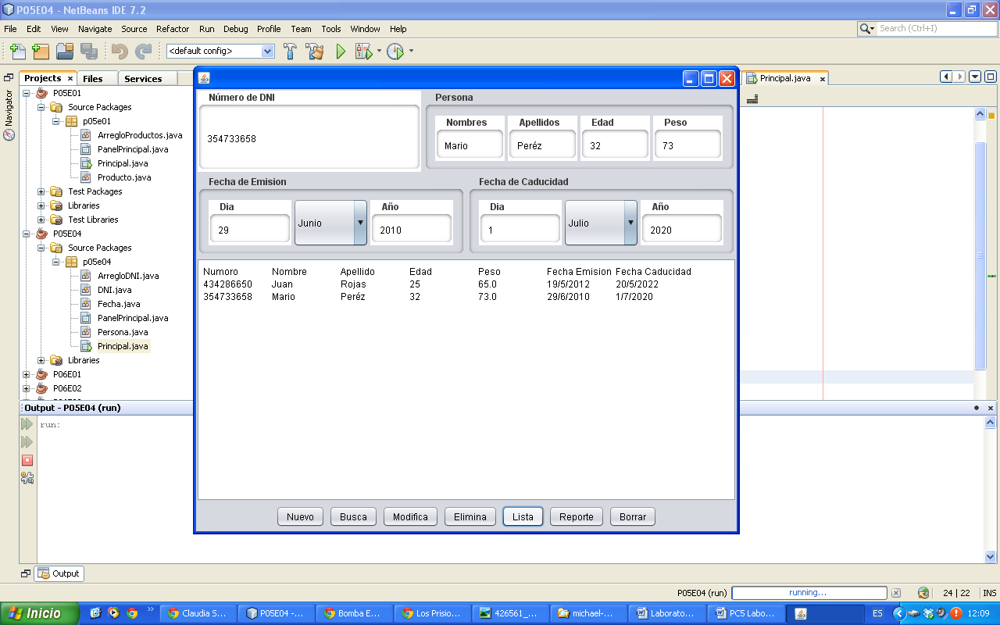 P05E04 - NetBeans IDE 7.2
File Edit View Navigate Source Refactor Run Debug Profile Team Tools Window Help
Search (Ctrl+I)
<default config>
Projects Files Services
Principal.java
Navigator
P05E01
Source Packages
p05e01
ArregloProductos.java
PanelPrincipal.java
Principal.java
Producto.java
Test Packages
Libraries
Test Libraries
P05E04
Source Packages
p05e04
ArregloDNI.java
DNI.java
Fecha.java
PanelPrincipal.java
Persona.java
Principal.java
Libraries
P06E01
P06E02
Número de DNI
354733658
Persona
Nombres Apellidos Edad Peso
Mario Peréz 32 73
Fecha de Emision
Dia Año
29 Junio 2010
Fecha de Caducidad
Dia Año
1 Julio 2020
Numoro Nombre Apellido Edad Peso Fecha Emision Fecha Caducidad
434286650 Juan Rojas 25 65.0 19/5/2012 20/5/2022
354733658 Mario Peréz 32 73.0 29/6/2010 1/7/2020
Nuevo Busca Modifica Elimina Lista Reporte Borrar
Output - P05E04 (run)
run:
Output
P05E04 (run) running... 24 | 22 INS
Inicio Claudia S... P05E04 -... Bomba E... Los Prisio... 426561_... michael-... Laborato... PC5 Labo... ES 12:09